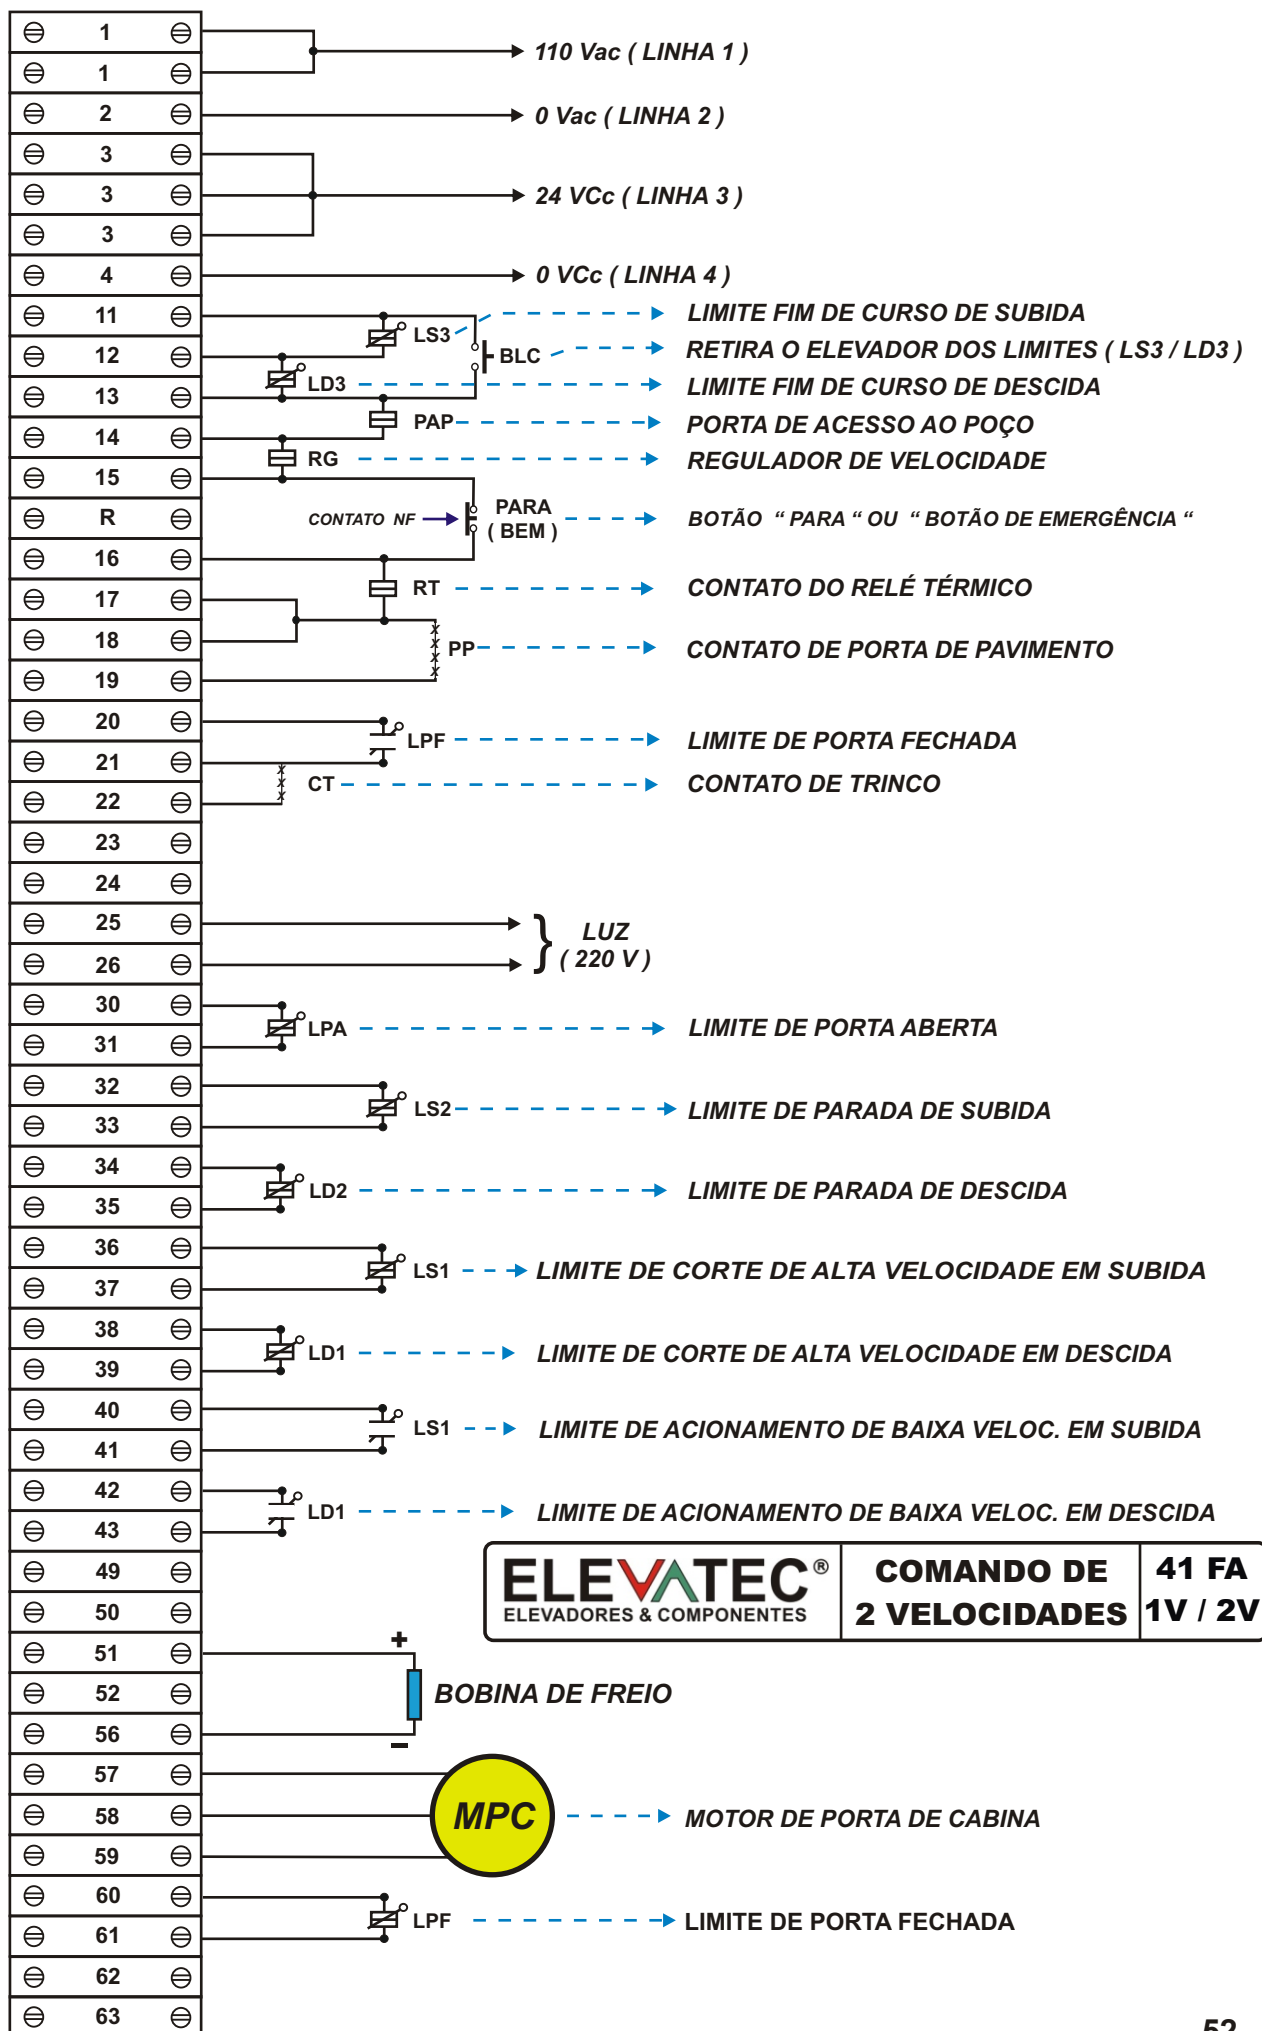 1
1
110 Vac ( LINHA 1 )
2
0 Vac ( LINHA 2 )
3
3
24 VCc ( LINHA 3 )
3
4
0 VCc ( LINHA 4 )
11
LS3
LIMITE FIM DE CURSO DE SUBIDA
12
BLC
RETIRA O ELEVADOR DOS LIMITES ( LS3 / LD3 )
LD3
LIMITE FIM DE CURSO DE DESCIDA
13
PAP
PORTA DE ACESSO AO POÇO
14
RG
REGULADOR DE VELOCIDADE
15
R
CONTATO NF
PARA
( BEM )
BOTÃO “ PARA “ OU “ BOTÃO DE EMERGÊNCIA “
16
RT
CONTATO DO RELÉ TÉRMICO
17
18
PP
CONTATO DE PORTA DE PAVIMENTO
19
20
LPF
LIMITE DE PORTA FECHADA
21
CT
CONTATO DE TRINCO
22
23
24
25
26
}
LUZ
( 220 V )
30
LPA
LIMITE DE PORTA ABERTA
31
32
LS2
LIMITE DE PARADA DE SUBIDA
33
34
LD2
LIMITE DE PARADA DE DESCIDA
35
36
LS1
LIMITE DE CORTE DE ALTA VELOCIDADE EM SUBIDA
37
38
LD1
LIMITE DE CORTE DE ALTA VELOCIDADE EM DESCIDA
39
40
LS1
LIMITE DE ACIONAMENTO DE BAIXA VELOC. EM SUBIDA
41
42
LD1
LIMITE DE ACIONAMENTO DE BAIXA VELOC. EM DESCIDA
43
49
50
ELEVATEC®
ELEVADORES & COMPONENTES
COMANDO DE
2 VELOCIDADES
41 FA
1V / 2V
51
+
52
BOBINA DE FREIO
56
–
57
58
MPC
MOTOR DE PORTA DE CABINA
59
60
LPF
LIMITE DE PORTA FECHADA
61
62
63
52